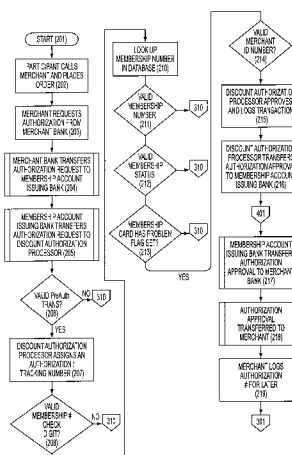 START (201)
PARTICIPANT CALLS
MERCHANT AND PLACES
ORDER (202)
MERCHANT REQUESTS
AUTHORIZATION FROM
MERCHANT BANK (203)
MERCHANT BANK TRANSFERS
AUTHORIZATION REQUEST TO
MEMBERSHIP ACCOUNT
ISSUING BANK (204)
MEMBERSHIP ACCOUNT
ISSUING BANK TRANSFERS
AUTHORIZATION REQUEST TO
DISCOUNT AUTHORIZATION
PROCESSOR (205)
VALID PreAuth
TRANS?
(206)
NO
310
YES
DISCOUNT AUTHORIZATION
PROCESSOR ASSIGNS AN
AUTHORIZATION /
TRACKING NUMBER (207)
VALID
MEMBERSHIP #
CHECK
DIGIT?
(208)
NO
310
LOOK UP
MEMBERSHIP NUMBER
IN DATABASE (210)
VALID
MEMBERSHIP
NUMBER
(211)
310
VALID
MEMBERSHIP
STATUS
(212)
310
MEMBERSHIP
CARD HAS PROBLEM
FLAG SET?
(213)
310
YES
VALID
MERCHANT
ID NUMBER?
(214)
DISCOUNT AUTHORIZATIO
PROCESSOR APPROVES
AND LOGS TRANSACTION
(215)
DISCOUNT AUTHORIZATIO
PROCESSOR TRANSFERS
AUTHORIZATION APPROVA
TO MEMBERSHIP ACCOUN
ISSUING BANK (216)
401
MEMBERSHIP ACCOUNT
ISSUING BANK TRANSFER
AUTHORIZATION
APPROVAL TO MERCHANT
BANK (217)
AUTHORIZATION
APPROVAL
TRANSFERRED TO
MERCHANT (218)
MERCHANT LOGS
AUTHORIZATION
# FOR LATER
(219)
301